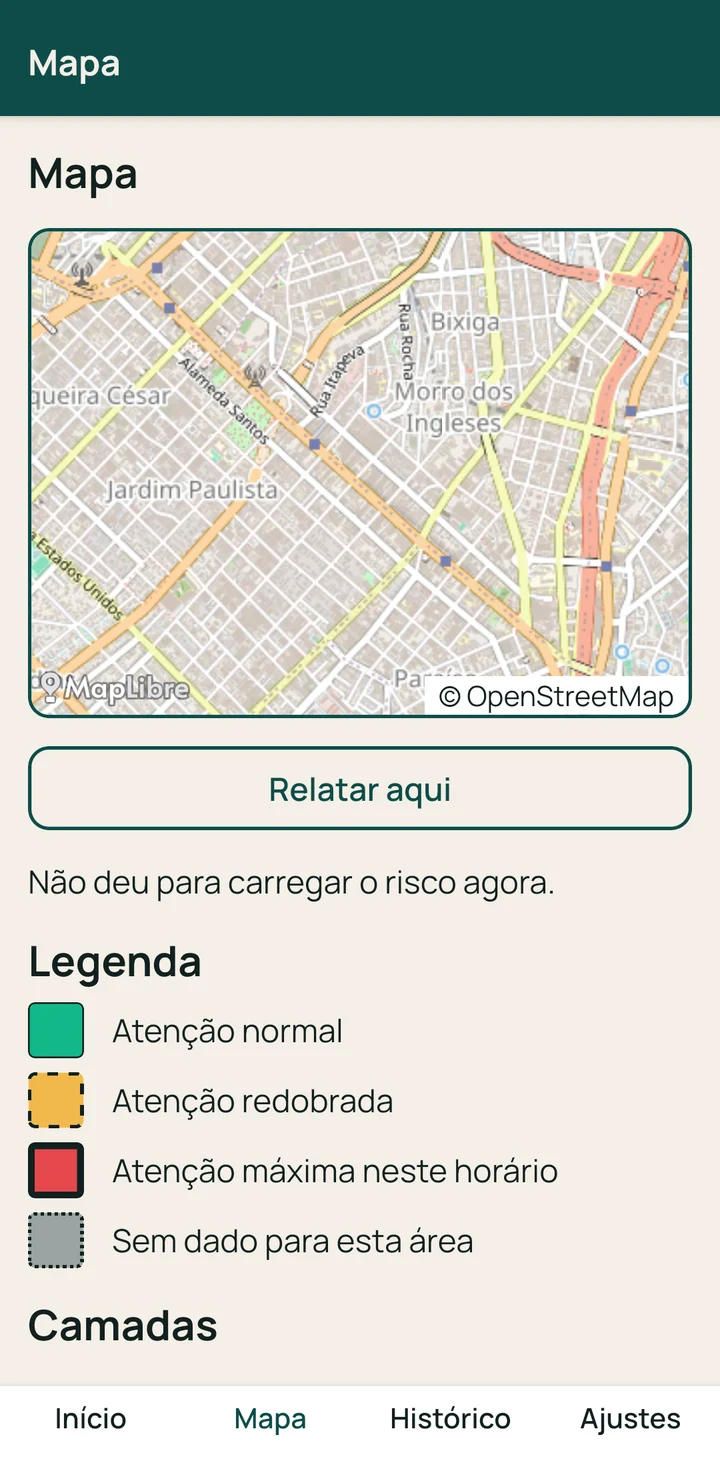 Mapa
Mapa
Bixiga
Rua Rocha
Rua Itapeva
Alameda Santos
queira César
Morro dos
Ingleses
Jardim Paulista
a Estados Unidos
MapLibre
© OpenStreetMap
Relatar aqui
Não deu para carregar o risco agora.
Legenda
Atenção normal
Atenção redobrada
Atenção máxima neste horário
Sem dado para esta área
Camadas
Início
Mapa
Histórico
Ajustes